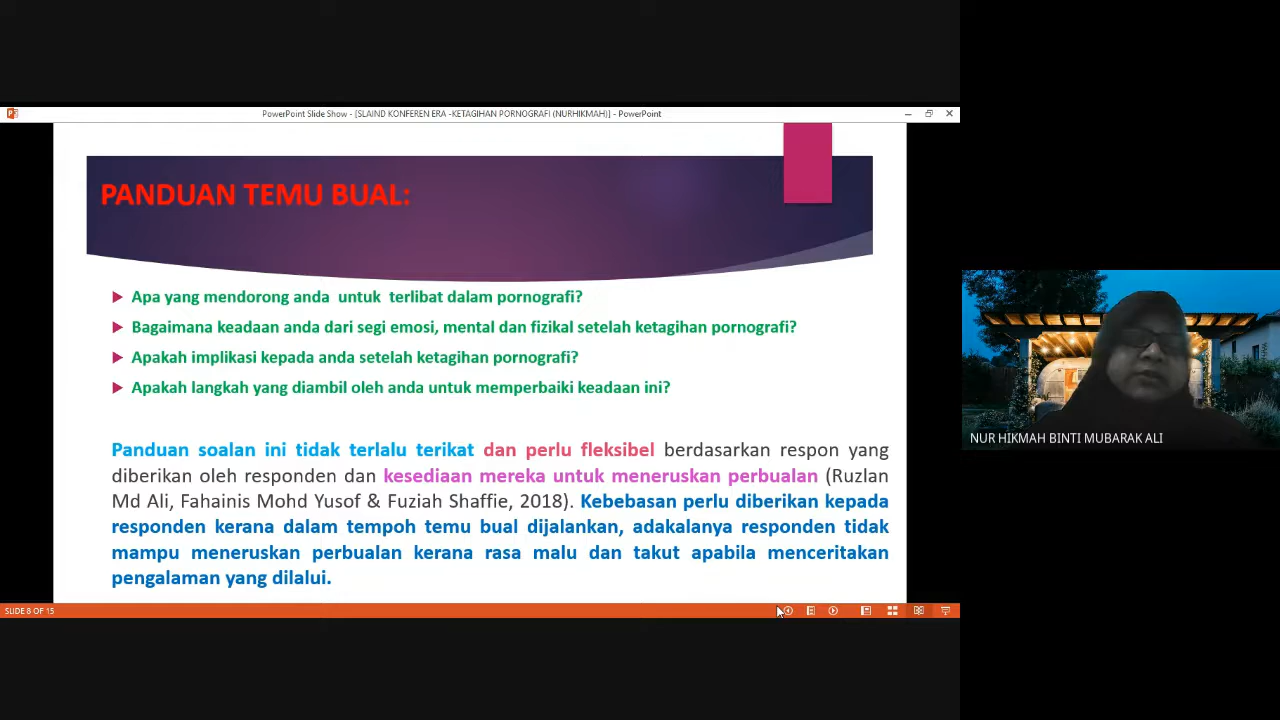 PowerPoint Slide Show - [SLAIND KONFEREN ERA -KETAGIHAN PORNOGRAFI (NURHIKMAH)] - PowerPoint
PANDUAN TEMU BUAL:
Apa yang mendorong anda untuk terlibat dalam pornografi?
Bagaimana keadaan anda dari segi emosi, mental dan fizikal setelah ketagihan pornografi?
Apakah implikasi kepada anda setelah ketagihan pornografi?
Apakah langkah yang diambil oleh anda untuk memperbaiki keadaan ini?
Panduan soalan ini tidak terlalu terikat dan perlu fleksibel berdasarkan respon yang
diberikan oleh responden dan kesediaan mereka untuk meneruskan perbualan (Ruzlan
Md Ali, Fahainis Mohd Yusof & Fuziah Shaffie, 2018). Kebebasan perlu diberikan kepada
responden kerana dalam tempoh temu bual dijalankan, adakalanya responden tidak
mampu meneruskan perbualan kerana rasa malu dan takut apabila menceritakan
pengalaman yang dilalui.
SLIDE 8 OF 15
NUR HIKMAH BINTI MUBARAK ALI